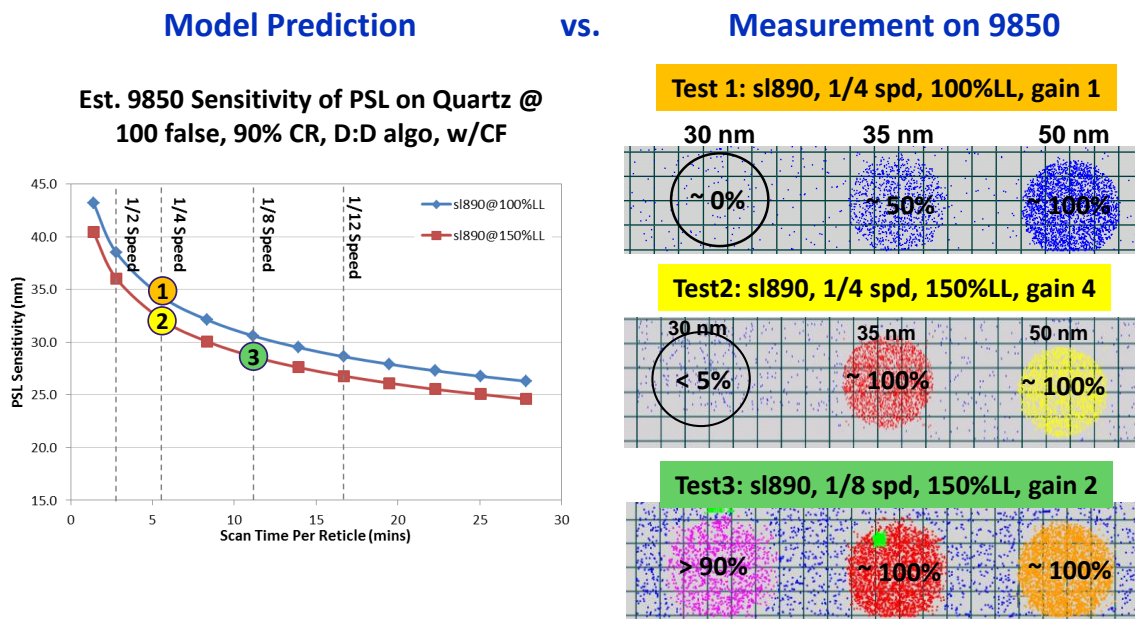 Model Prediction vs. Measurement on 9850
Est. 9850 Sensitivity of PSL on Quartz @
100 false, 90% CR, D:D algo, w/CF
PSL Sensitivity (nm)
45.0
40.0
35.0
30.0
25.0
20.0
15.0
0 5 10 15 20 25 30
Scan Time Per Reticle (mins)
1/2 Speed
1/4 Speed
1/8 Speed
1/12 Speed
sl890@100%LL
sl890@150%LL
1
2
3
Test 1: sl890, 1/4 spd, 100%LL, gain 1
30 nm 35 nm 50 nm
~ 0% ~ 50% ~ 100%
Test2: sl890, 1/4 spd, 150%LL, gain 4
30 nm 35 nm 50 nm
< 5% ~ 100% ~ 100%
Test3: sl890, 1/8 spd, 150%LL, gain 2
> 90% ~ 100% ~ 100%